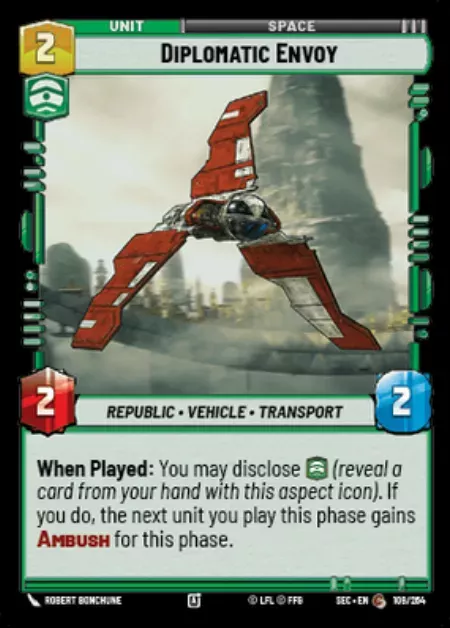 UNIT
SPACE
2
DIPLOMATIC ENVOY
2
REPUBLIC • VEHICLE • TRANSPORT
2
When Played: You may disclose (reveal a
card from your hand with this aspect icon). If
you do, the next unit you play this phase gains
AMBUSH for this phase.
ROBERT BONCHUNE
© LFL © FFG
SEC • EN
109/264